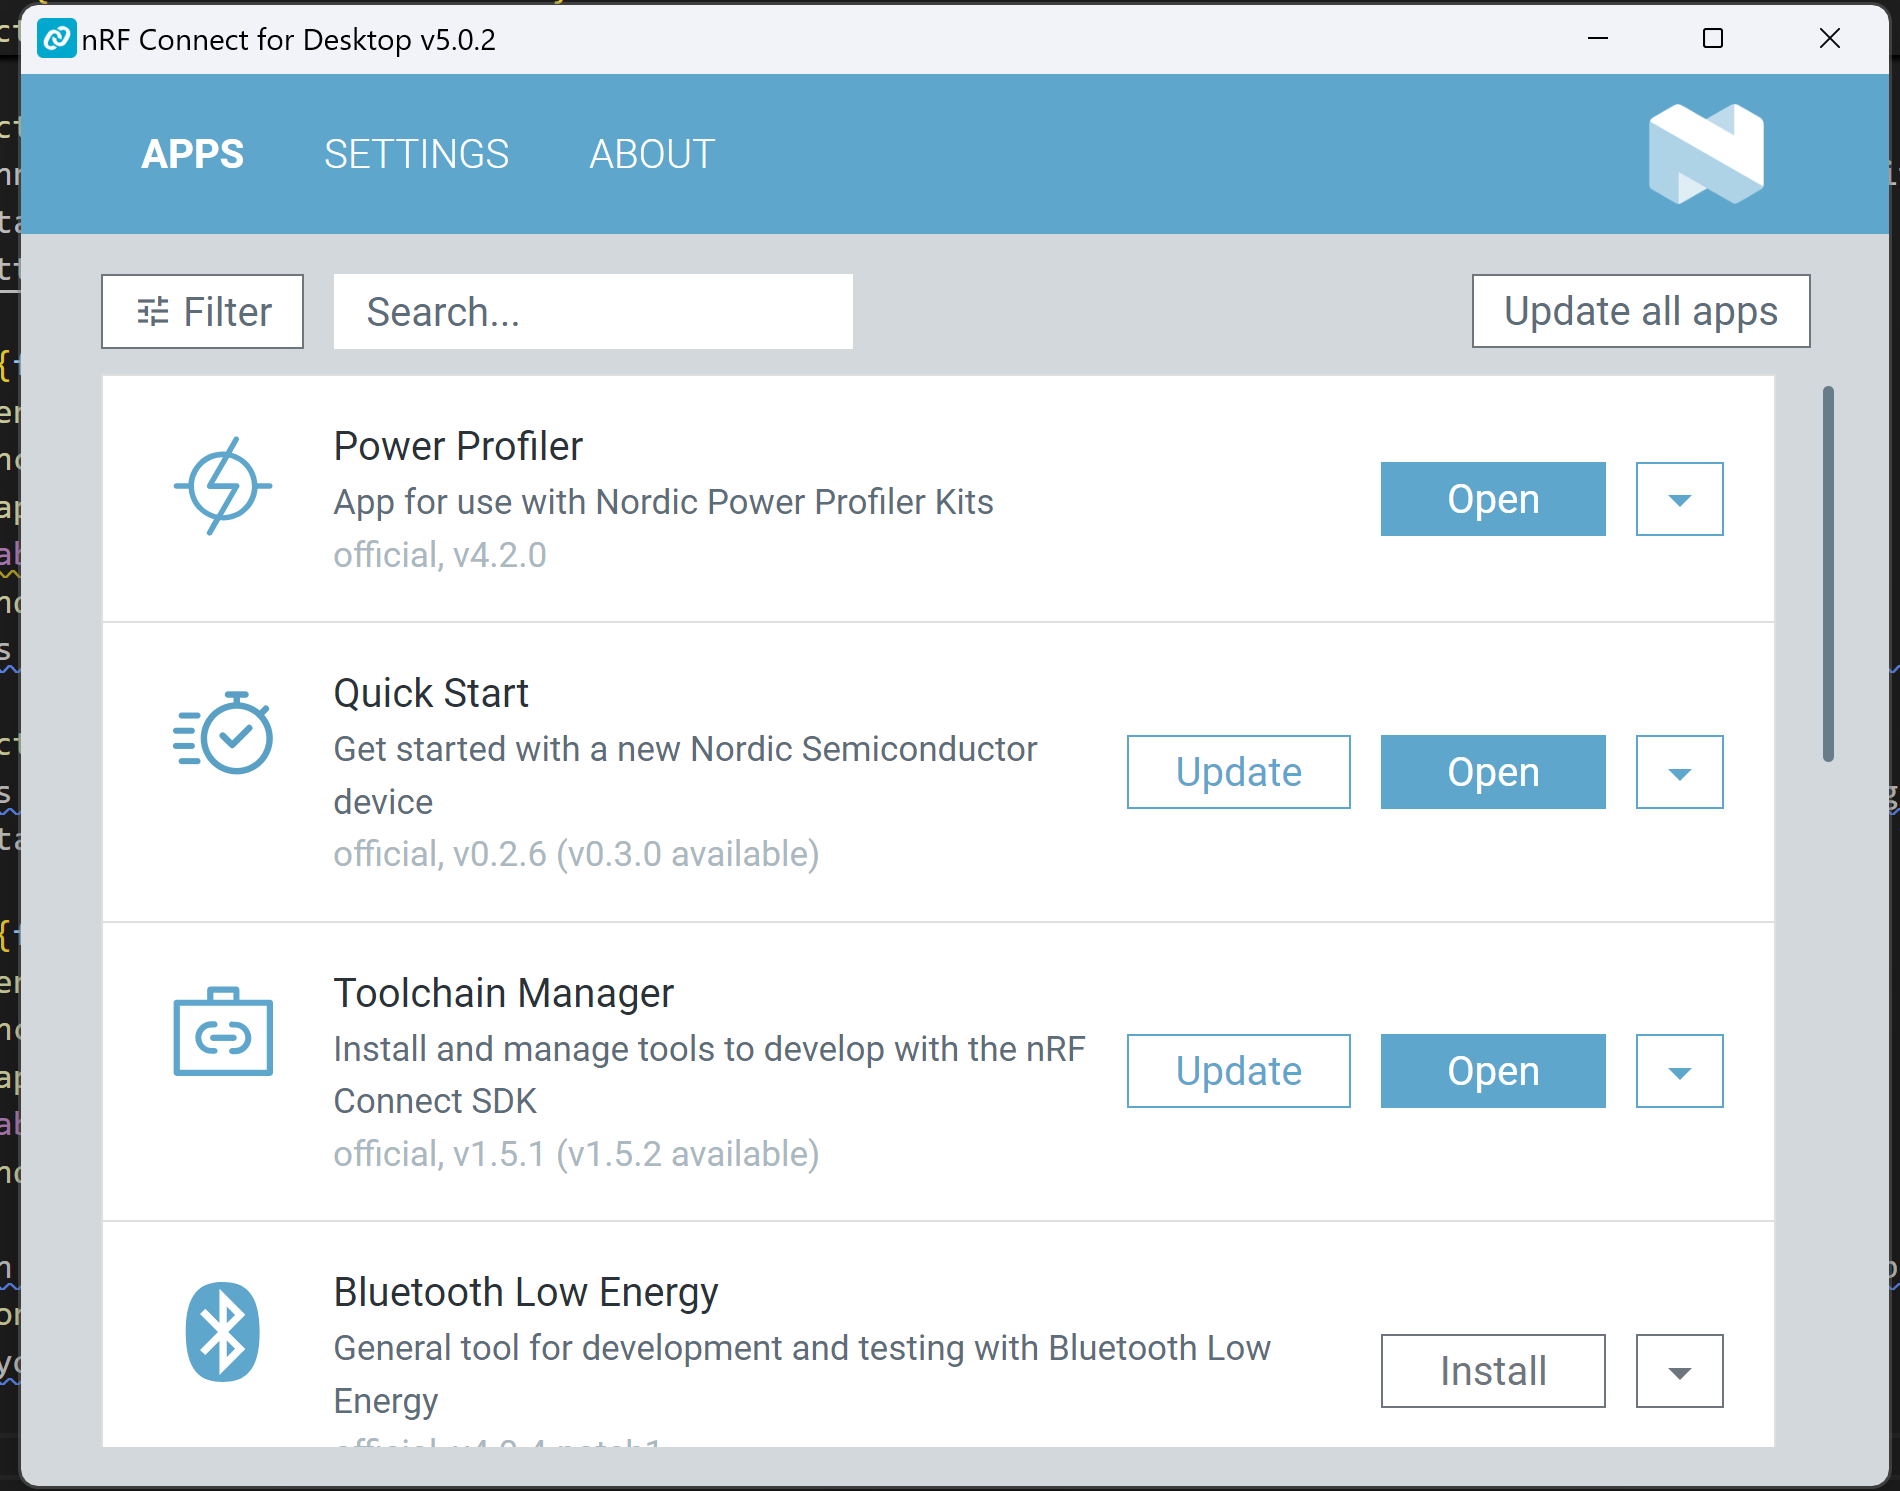 nRF Connect for Desktop v5.0.2
APPS SETTINGS ABOUT
Filter Search... Update all apps
Power Profiler
App for use with Nordic Power Profiler Kits
official, v4.2.0
Open
Quick Start
Get started with a new Nordic Semiconductor
device
official, v0.2.6 (v0.3.0 available)
Update Open
Toolchain Manager
Install and manage tools to develop with the nRF
Connect SDK
official, v1.5.1 (v1.5.2 available)
Update Open
Bluetooth Low Energy
General tool for development and testing with Bluetooth Low
Energy
Install